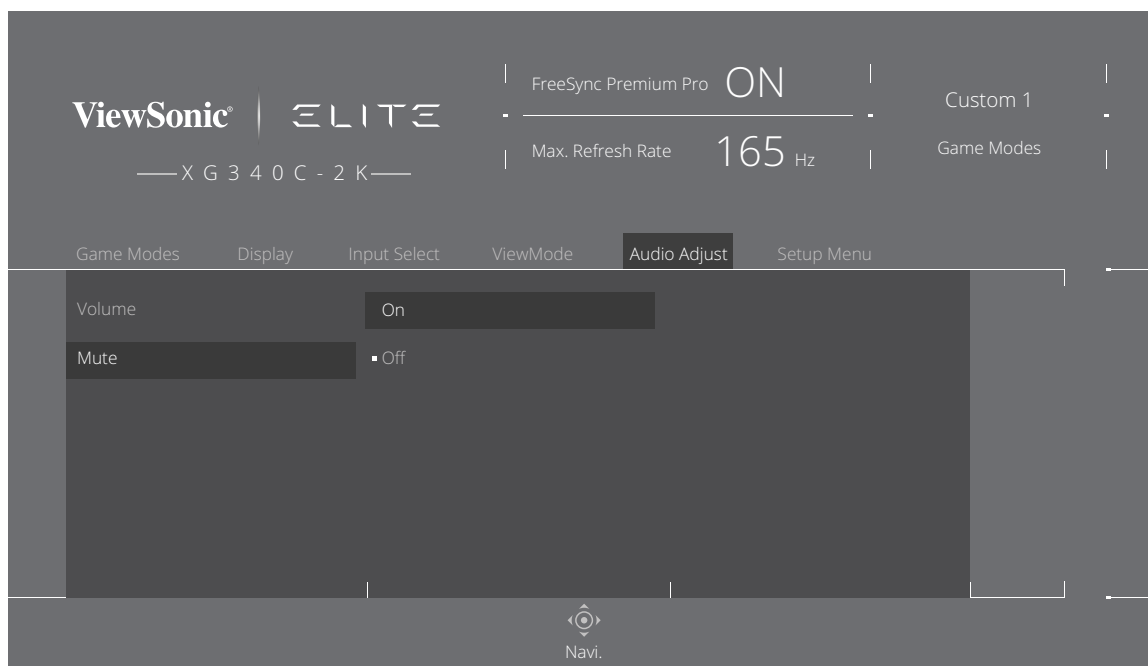 FreeSync Premium Pro ON
ViewSonic® ELITE
Custom 1
Max. Refresh Rate 165 Hz
Game Modes
XG340C-2K
Game Modes Display Input Select ViewMode Audio Adjust Setup Menu
Volume On
Mute Off
Navi.